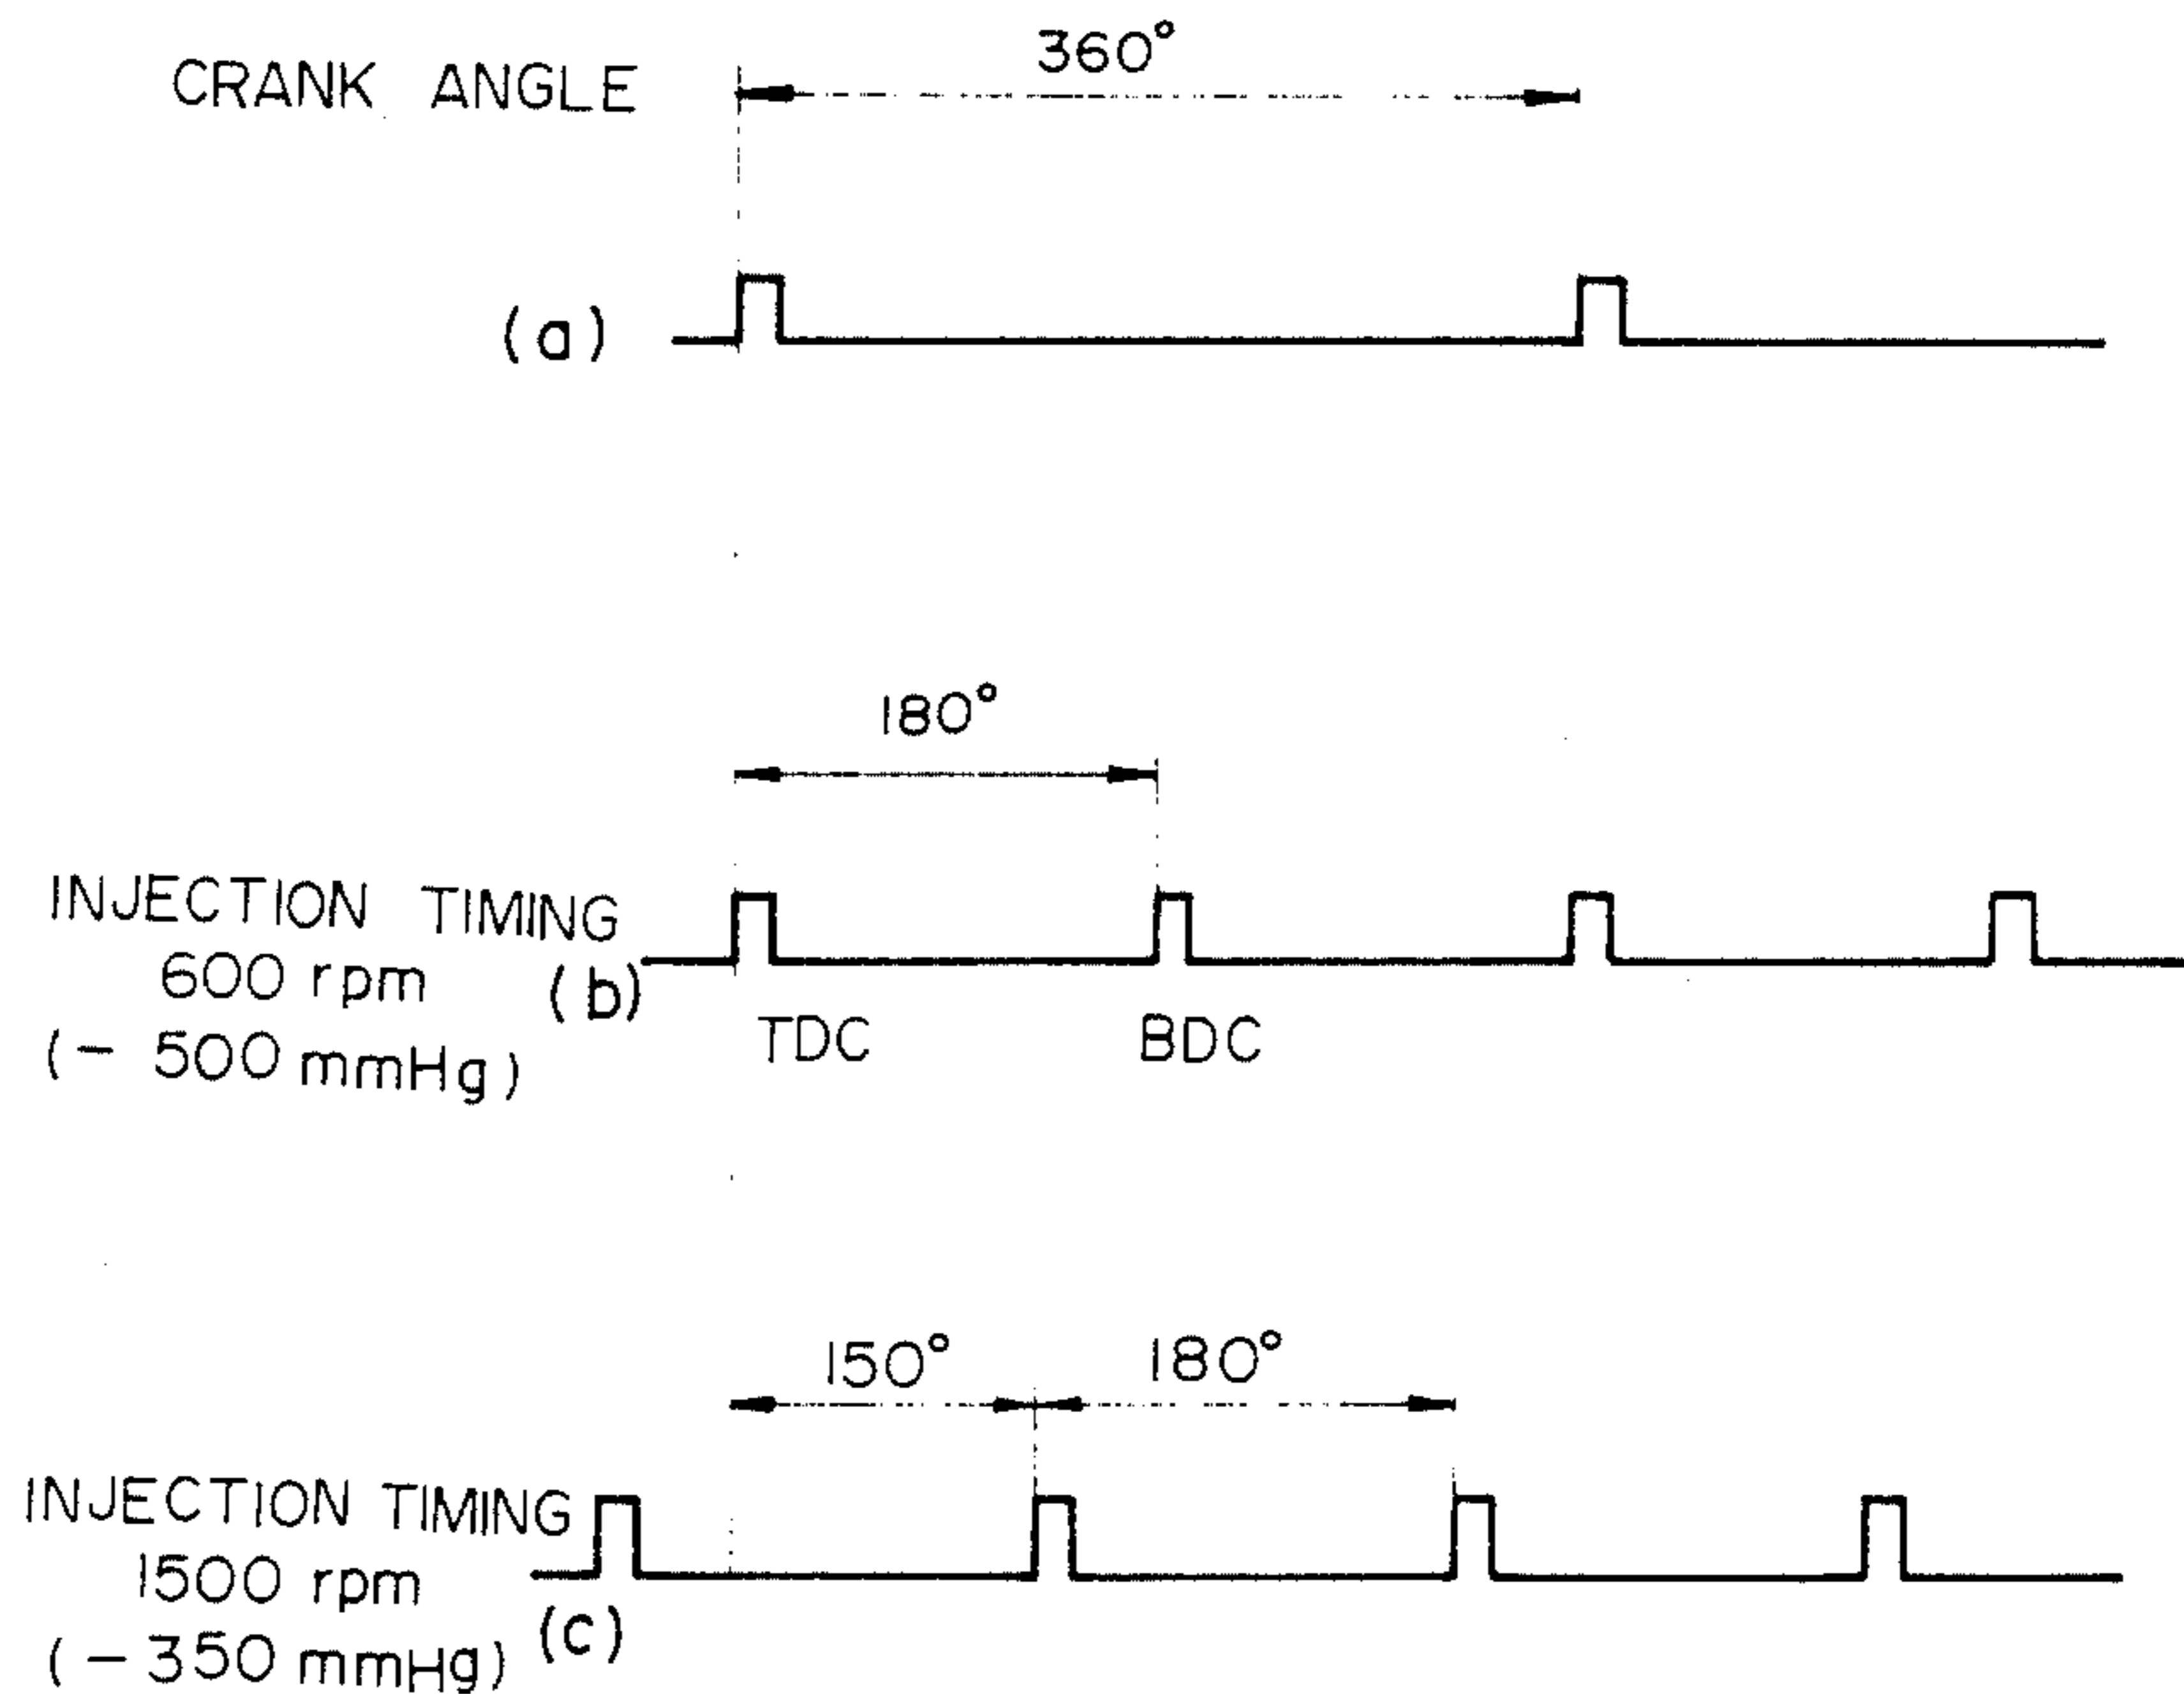 360°
CRANK ANGLE
(a)
180°
INJECTION TIMING
600 rpm
(b)
(- 500 mmHg)
TDC
BDC
150°
180°
INJECTION TIMING
1500 rpm
(c)
(-350 mmHg)